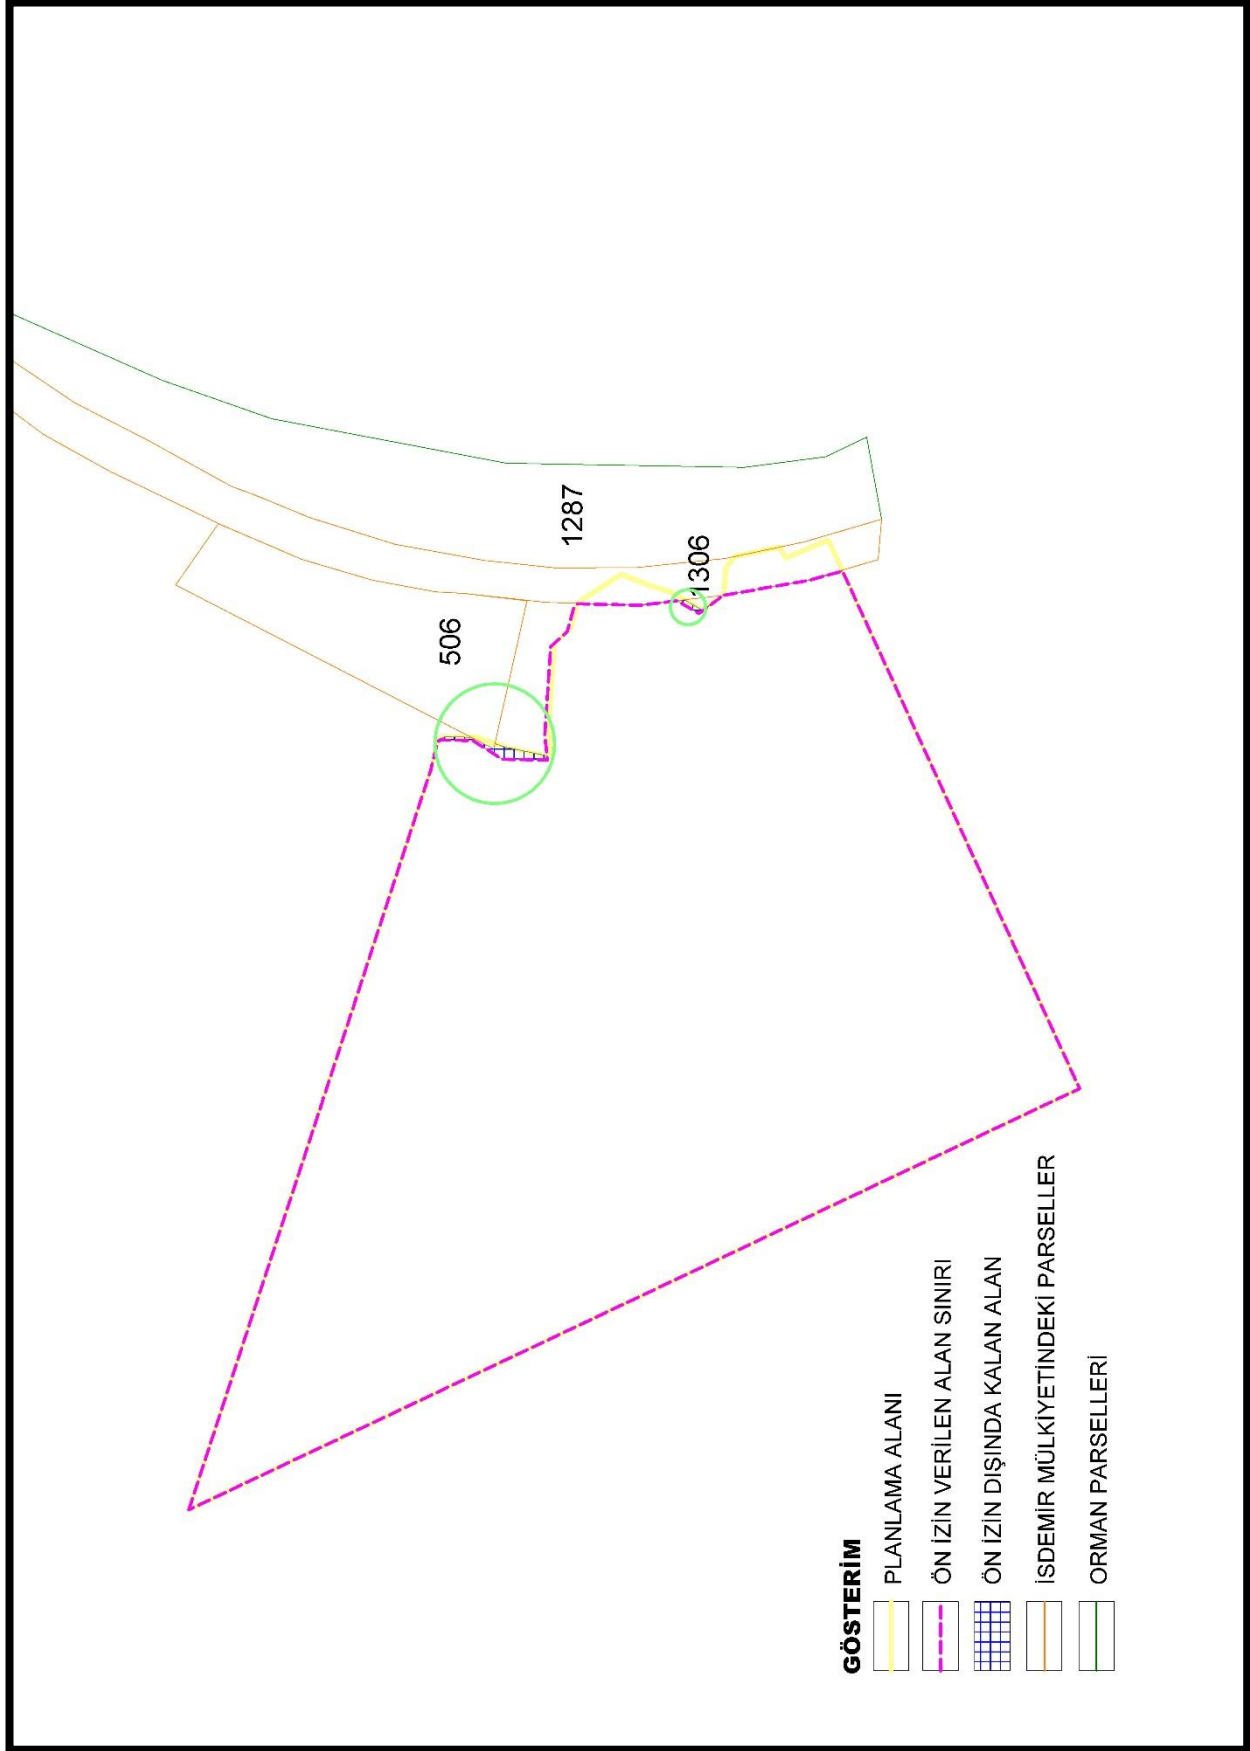 506
1287
1306
GÖSTERİM
PLANLAMA ALANI
ÖN İZİN VERİLEN ALAN SINIRI
ÖN İZİN DIŞINDA KALAN ALAN
İSDEMİR MÜLKİYETİNDEKİ PARSELLER
ORMAN PARSELLERİ